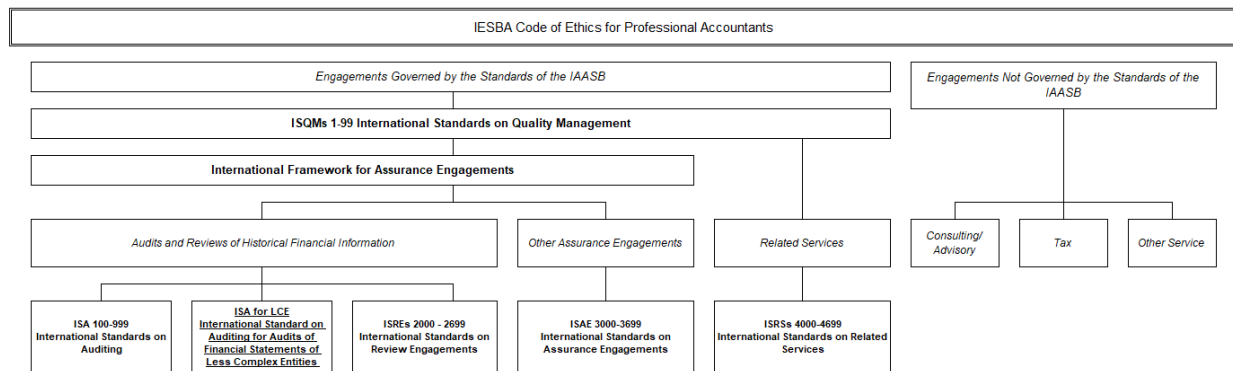 IESBA Code of Ethics for Professional Accountants
Engagements Governed by the Standards of the IAASB
Engagements Not Governed by the Standards of the
IAASB
ISQMs 1-99 International Standards on Quality Management
International Framework for Assurance Engagements
Audits and Reviews of Historical Financial Information
Other Assurance Engagements
Related Services
Consulting/
Advisory
Tax
Other Service
ISA 100-999
International Standards on
Auditing
ISA for LCE
International Standard on
Auditing for Audits of
Financial Statements of
Less Complex Entities
ISREs 2000 - 2699
International Standards on
Review Engagements
ISAE 3000-3699
International Standards on
Assurance Engagements
ISRSs 4000-4699
International Standards on Related
Services